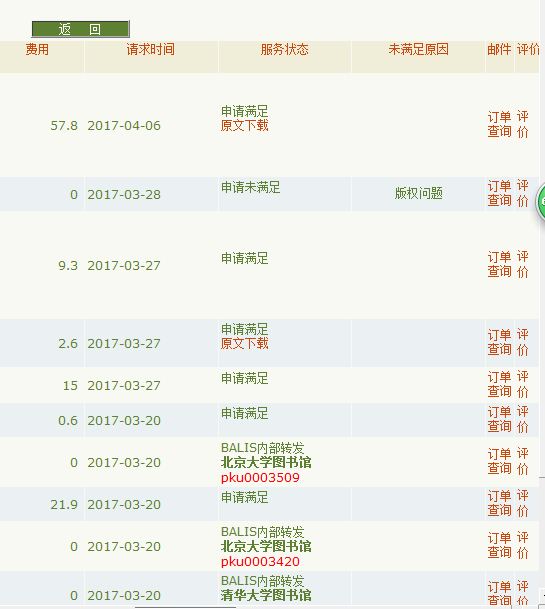 返 回
费用 请求时间 服务状态 未满足原因 邮件 评价
申请满足
57.8 2017-04-06 原文下载 订单查询 评价
0 2017-03-28 申请未满足 版权问题 订单查询 评价
9.3 2017-03-27 申请满足 订单查询 评价
申请满足
2.6 2017-03-27 原文下载 订单查询 评价
15 2017-03-27 申请满足 订单查询 评价
0.6 2017-03-20 申请满足 订单查询 评价
BALIS内部转发
0 2017-03-20 北京大学图书馆 订单查询 评价
pku0003509
21.9 2017-03-20 申请满足 订单查询 评价
BALIS内部转发
0 2017-03-20 北京大学图书馆 订单查询 评价
pku0003420
BALIS内部转发
0 2017-03-20 清华大学图书馆 订单查询 评价